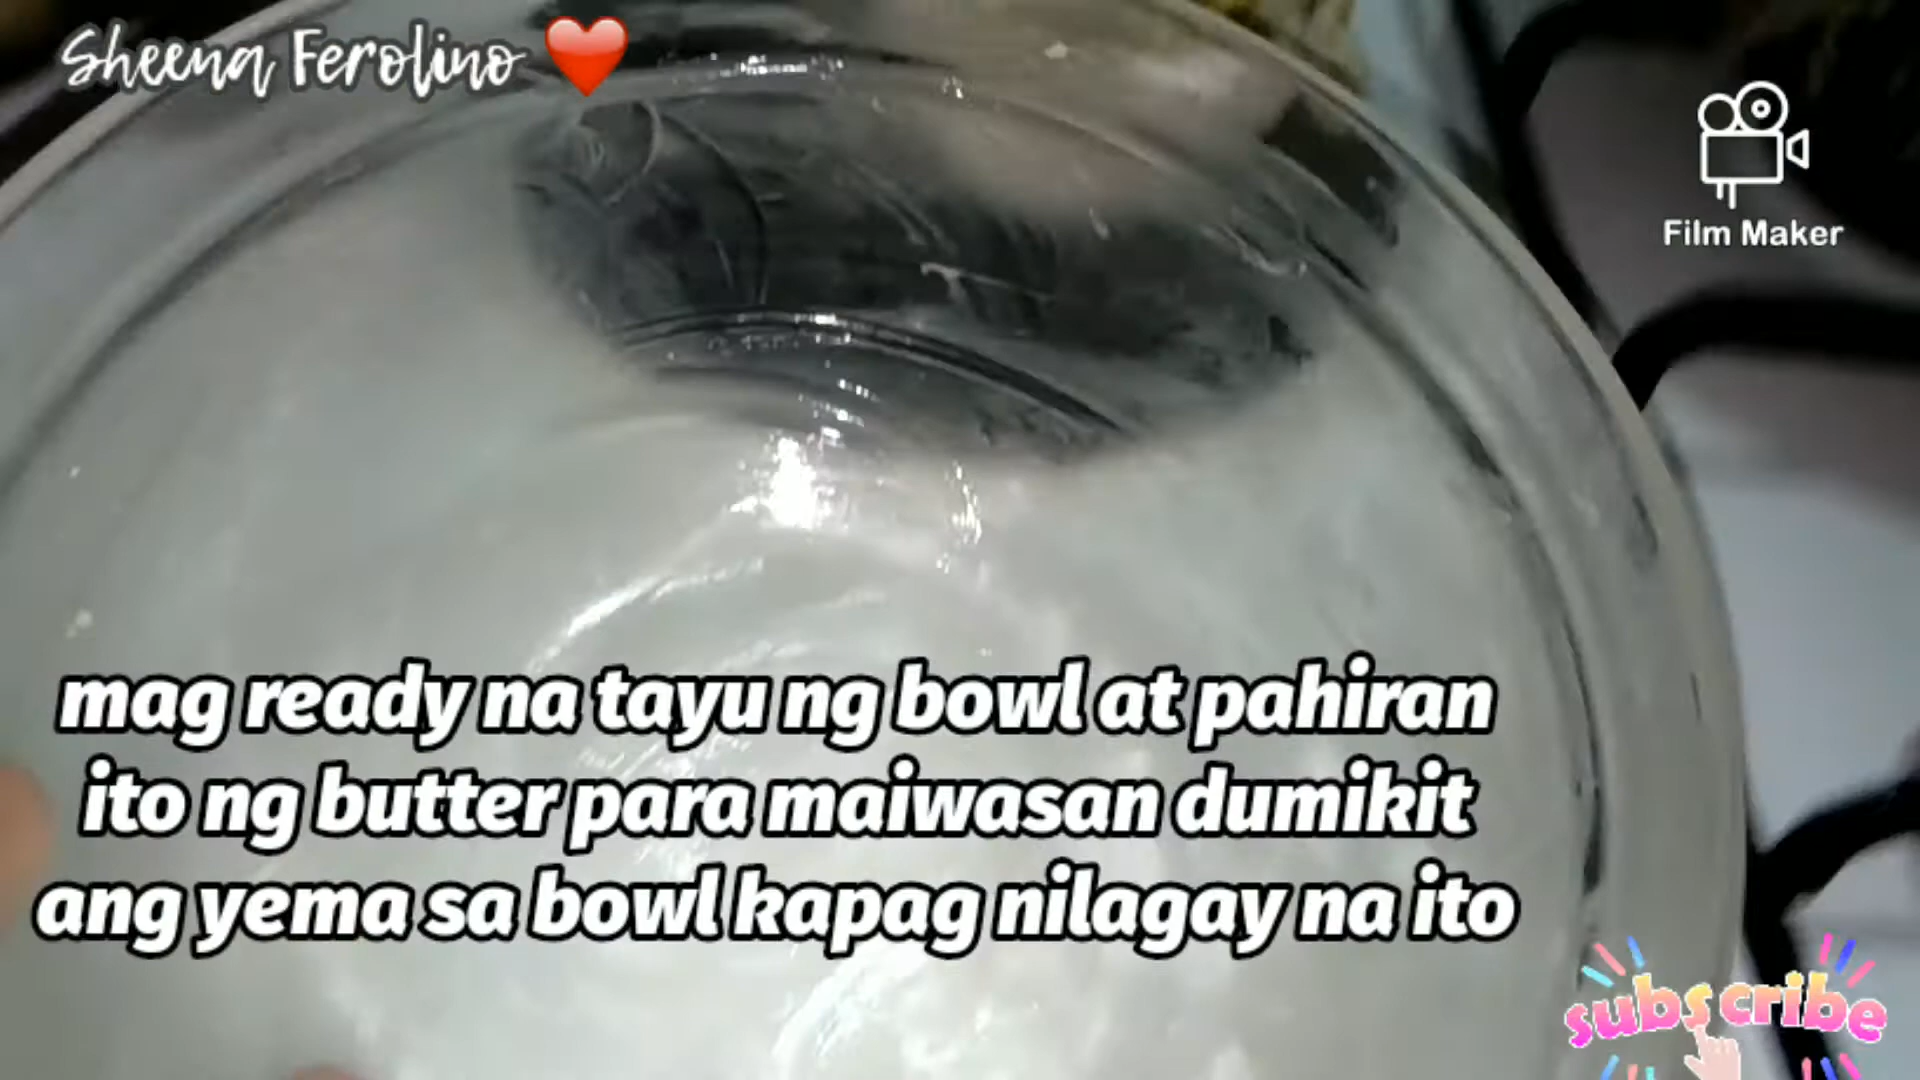 Sheena Ferolino
Film Maker
mag ready na tayu ng bowl at pahiran
ito ng butter para maiwasan dumikit
ang yema sa bowl kapag nilagay na ito
subscribe